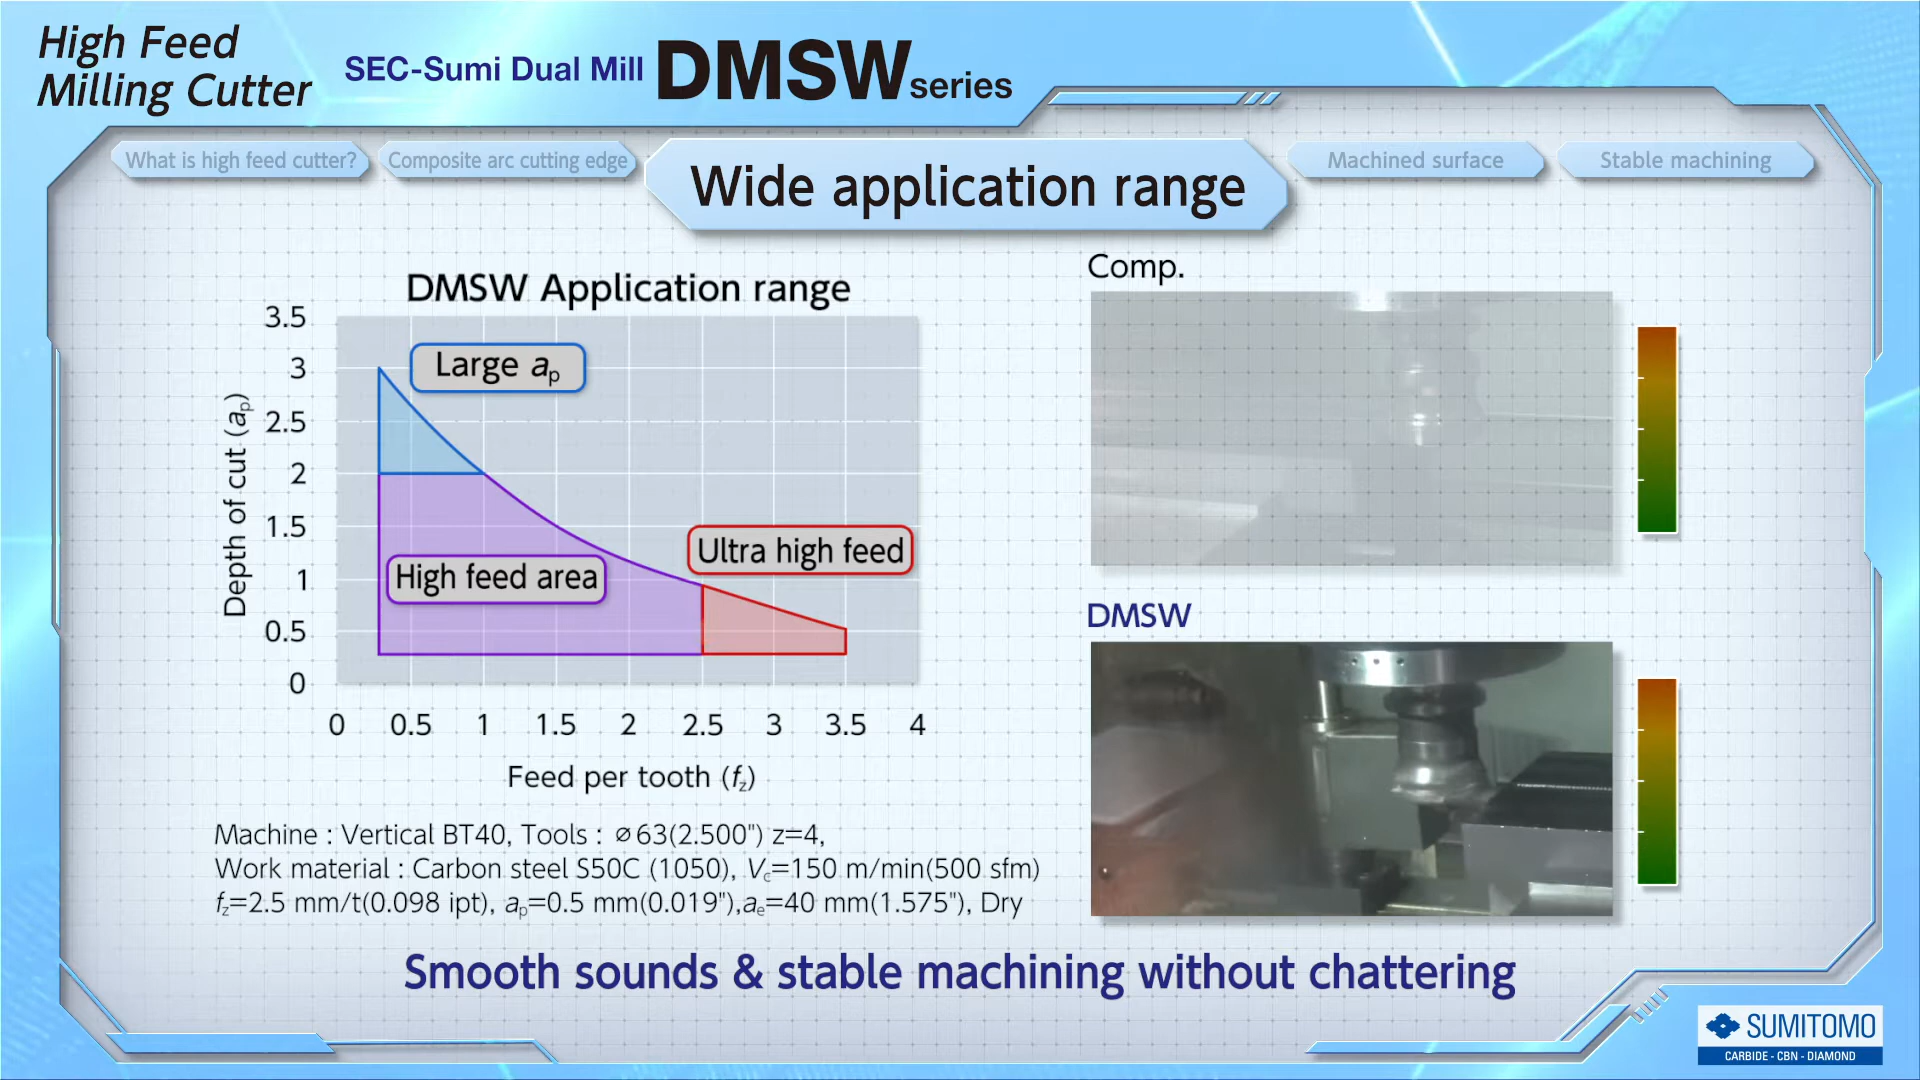 High Feed
Milling Cutter
SEC-Sumi Dual Mill DMSW series
What is high feed cutter?
Composite arc cutting edge
Wide application range
Machined surface
Stable machining
DMSW Application range
3.5
3
2.5
2
1.5
1
0.5
0
Depth of cut (ap)
Large ap
High feed area
Ultra high feed
0 0.5 1 1.5 2 2.5 3 3.5 4
Feed per tooth (fz)
Machine : Vertical BT40, Tools : ⌀63(2.500") z=4,
Work material : Carbon steel S50C (1050), Vc=150 m/min(500 sfm)
fz=2.5 mm/t(0.098 ipt), ap=0.5 mm(0.019"),ae=40 mm(1.575"), Dry
Comp.
DMSW
Smooth sounds & stable machining without chattering
SUMITOMO
CARBIDE - CBN - DIAMOND